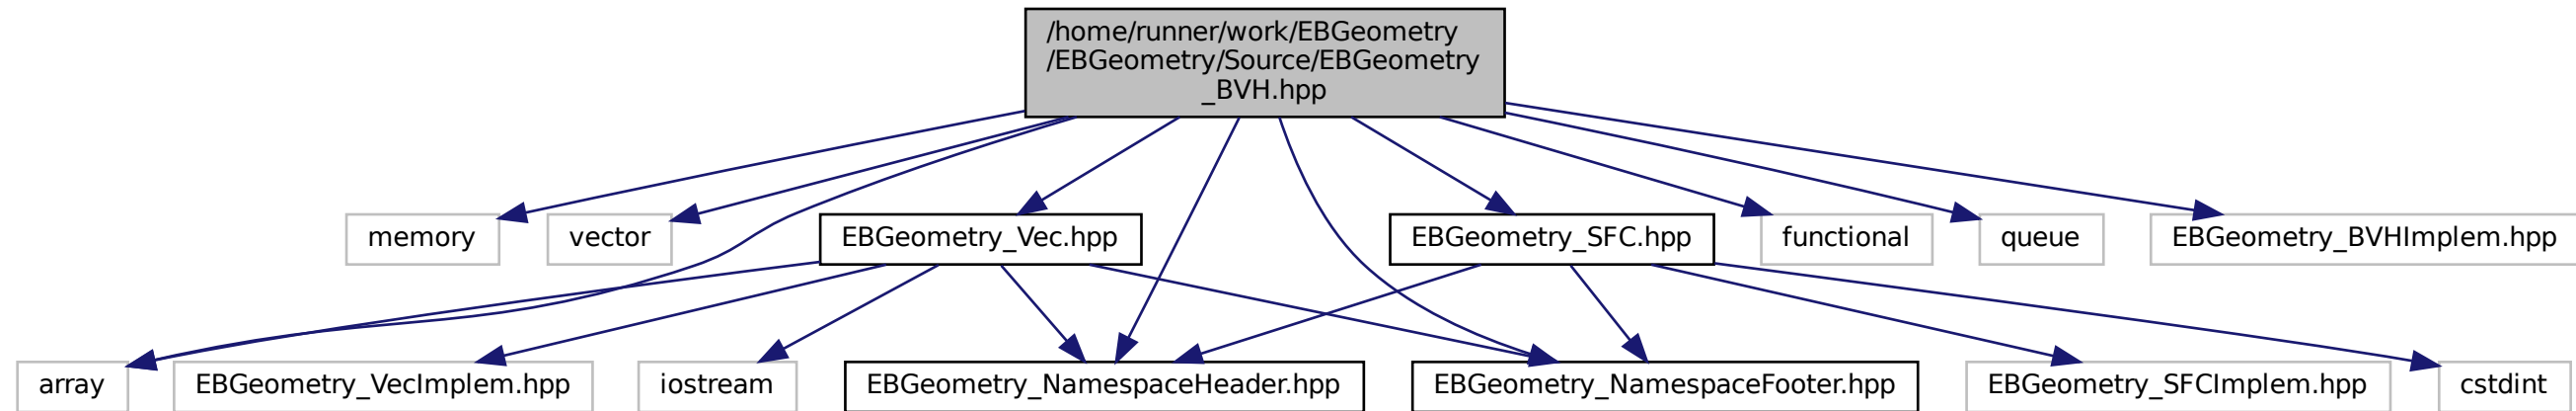 /home/runner/work/EBGeometry
/EBGeometry/Source/EBGeometry
_BVH.hpp
memory
vector
EBGeometry_Vec.hpp
EBGeometry_SFC.hpp
functional
queue
EBGeometry_BVHImplem.hpp
array
EBGeometry_VecImplem.hpp
iostream
EBGeometry_NamespaceHeader.hpp
EBGeometry_NamespaceFooter.hpp
EBGeometry_SFCImplem.hpp
cstdint